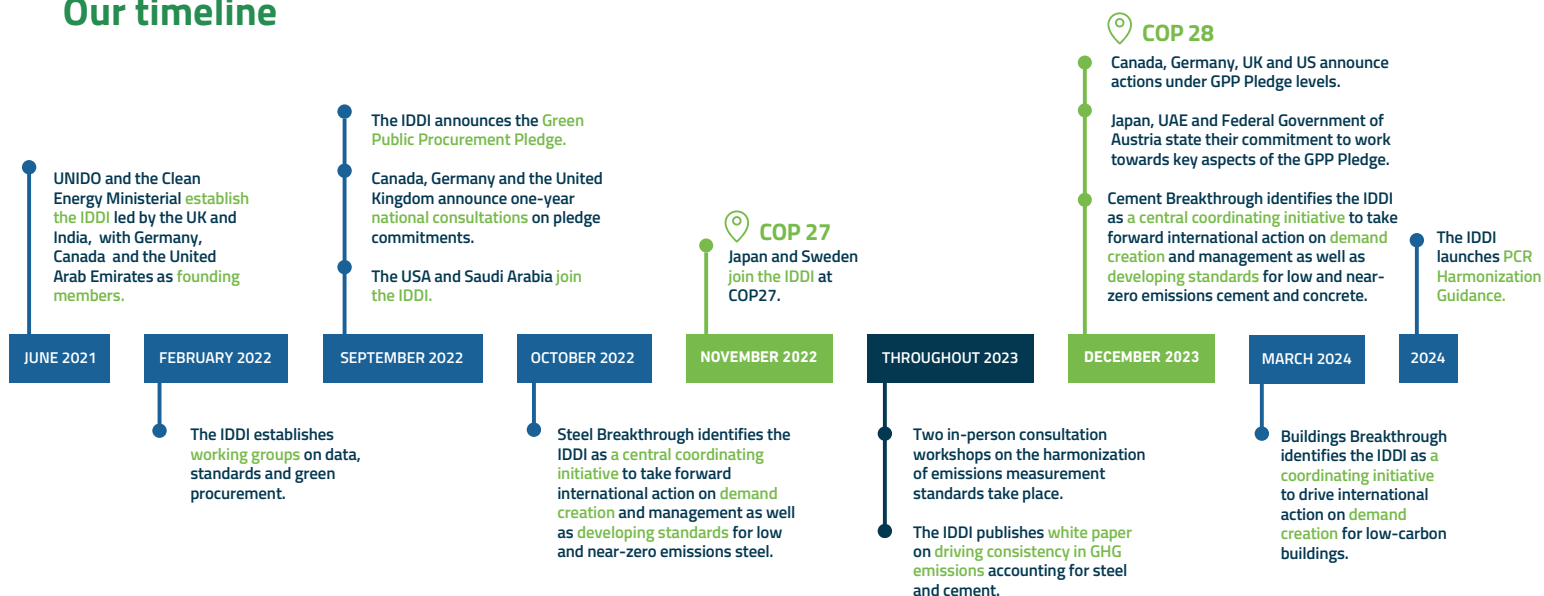 Our timeline
JUNE 2021
UNIDO and the Clean
Energy Ministerial establish
the IDDI led by the UK and
India, with Germany,
Canada and the United
Arab Emirates as founding
members.
FEBRUARY 2022
The IDDI establishes
working groups on data,
standards and green
procurement.
SEPTEMBER 2022
The IDDI announces the Green
Public Procurement Pledge.
Canada, Germany and the United
Kingdom announce one-year
national consultations on pledge
commitments.
The USA and Saudi Arabia join
the IDDI.
OCTOBER 2022
Steel Breakthrough identifies the
IDDI as a central coordinating
initiative to take forward
international action on demand
creation and management as well
as developing standards for low
and near-zero emissions steel.
NOVEMBER 2022
COP 27
Japan and Sweden
join the IDDI at
COP27.
THROUGHOUT 2023
Two in-person consultation
workshops on the harmonization
of emissions measurement
standards take place.
The IDDI publishes white paper
on driving consistency in GHG
emissions accounting for steel
and cement.
DECEMBER 2023
COP 28
Canada, Germany, UK and US announce
actions under GPP Pledge levels.
Japan, UAE and Federal Government of
Austria state their commitment to work
towards key aspects of the GPP Pledge.
Cement Breakthrough identifies the IDDI
as a central coordinating initiative to take
forward international action on demand
creation and management as well as
developing standards for low and near-
zero emissions cement and concrete.
MARCH 2024
Buildings Breakthrough
identifies the IDDI as a
coordinating initiative
to drive international
action on demand
creation for low-carbon
buildings.
2024
The IDDI
launches PCR
Harmonization
Guidance.